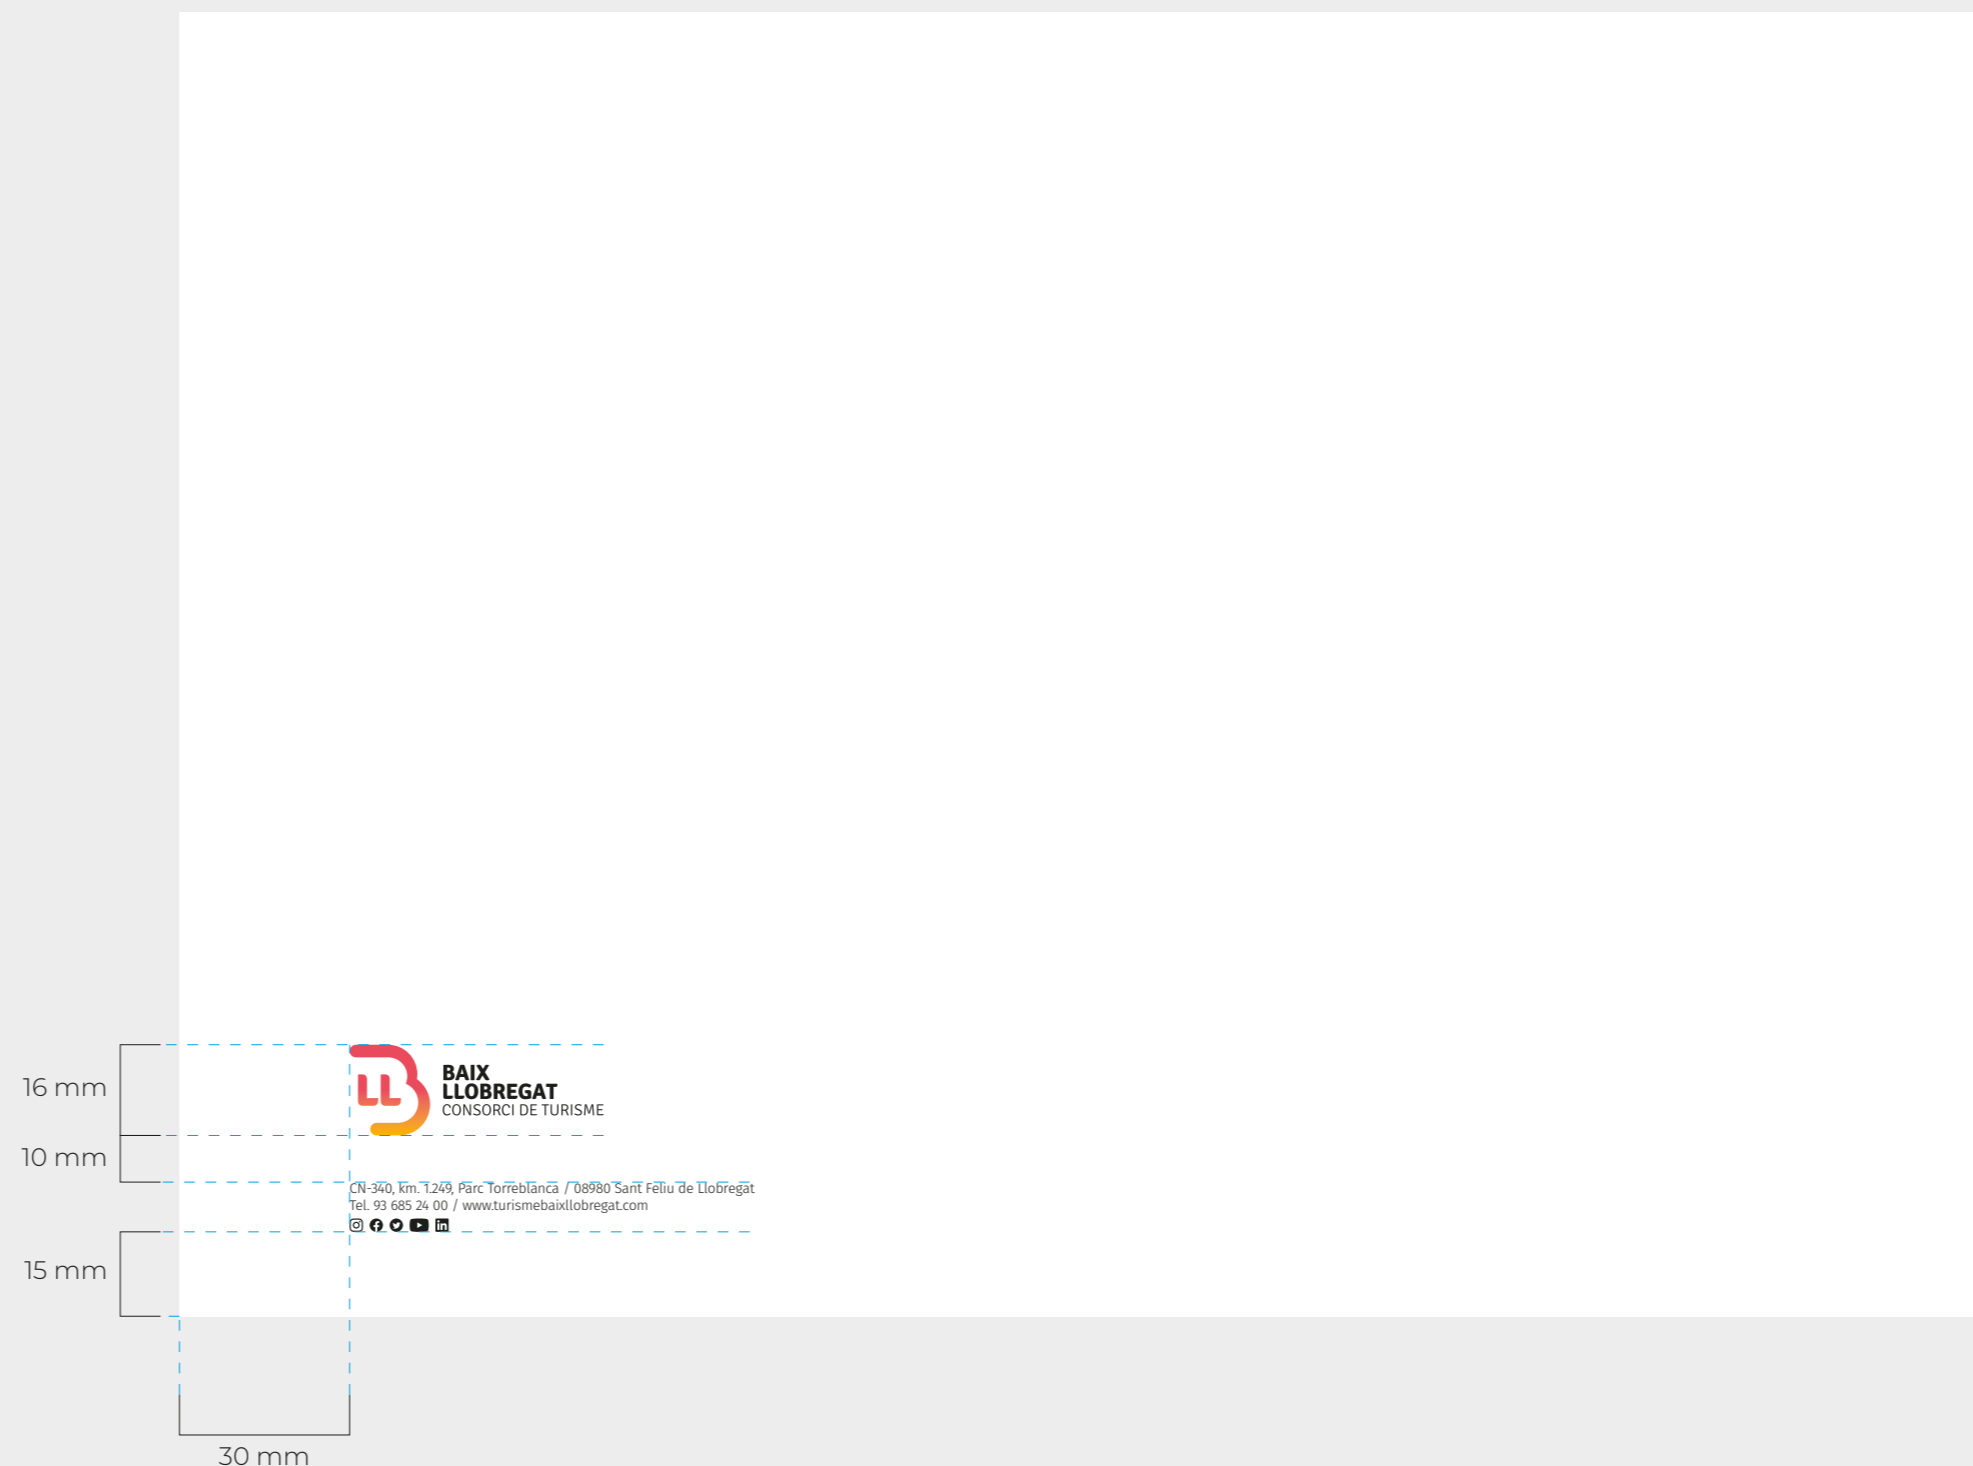 16 mm
LL
BAIX
LLOBREGAT
CONSORCI DE TURISME
10 mm
CN-340, km. 1.249, Parc Torreblanca / 08980 Sant Feliu de Llobregat
Tel. 93 685 24 00 / www.turismebaixllobregat.com
15 mm
30 mm